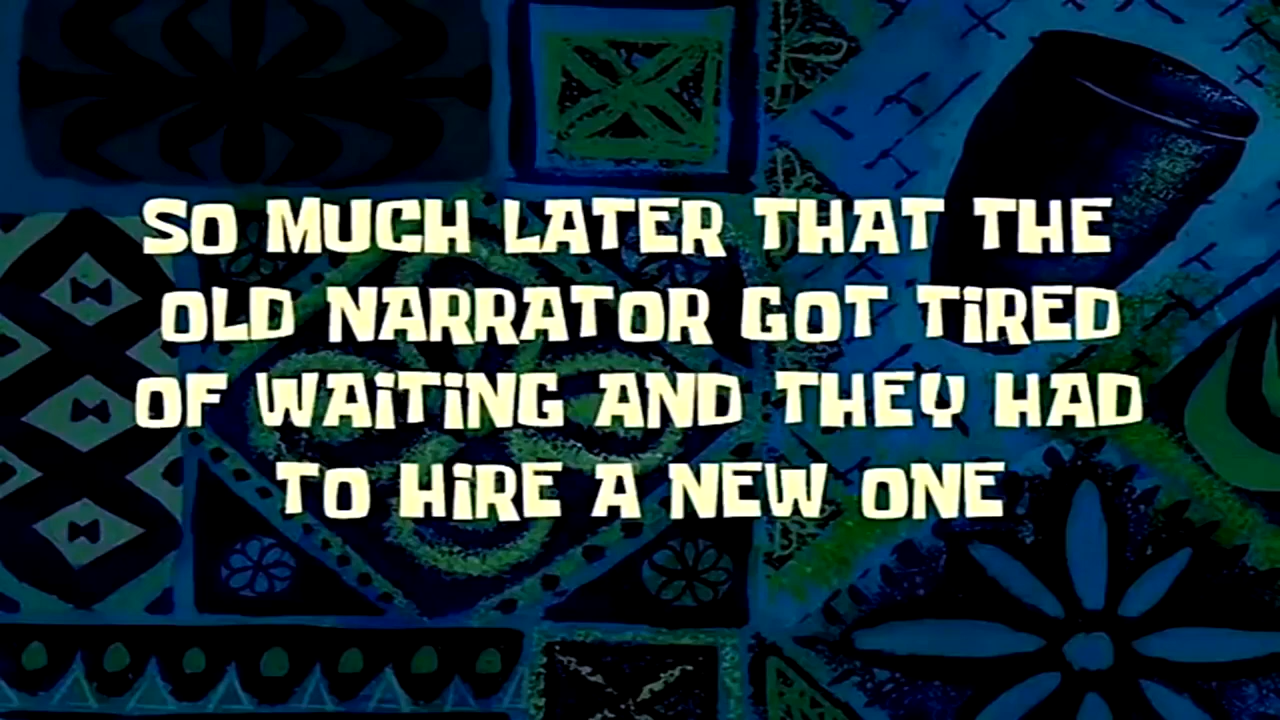 SO MUCH LATER THAT THE
OLD NARRATOR GOT TiRED
OF WAiTiNG AND THEY HAD
TO HiRE A NEW ONE